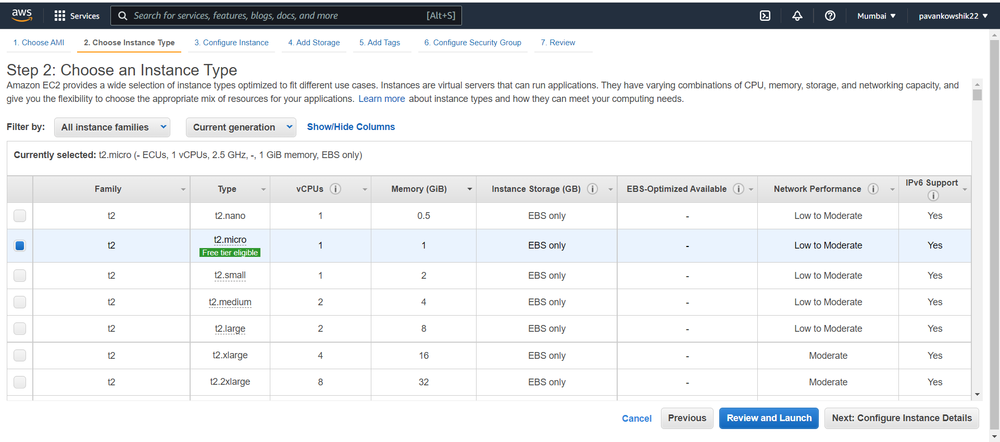 aws
Services
Search for services, features, blogs, docs, and more [Alt+S]
Mumbai ▼
pavankowshik22 ▼
1. Choose AMI 2. Choose Instance Type 3. Configure Instance 4. Add Storage 5. Add Tags 6. Configure Security Group 7. Review
Step 2: Choose an Instance Type
Amazon EC2 provides a wide selection of instance types optimized to fit different use cases. Instances are virtual servers that can run applications. They have varying combinations of CPU, memory, storage, and networking capacity, and
give you the flexibility to choose the appropriate mix of resources for your applications. Learn more about instance types and how they can meet your computing needs.
Filter by: All instance families Current generation Show/Hide Columns
Currently selected: t2.micro (- ECUs, 1 vCPUs, 2.5 GHz, -, 1 GiB memory, EBS only)
Family Type vCPUs Memory (GiB) Instance Storage (GB) EBS-Optimized Available Network Performance IPv6 Support
t2 t2.nano 1 0.5 EBS only - Low to Moderate Yes
t2 t2.micro 1 1 EBS only - Low to Moderate Yes
Free tier eligible
t2 t2.small 1 2 EBS only - Low to Moderate Yes
t2 t2.medium 2 4 EBS only - Low to Moderate Yes
t2 t2.large 2 8 EBS only - Low to Moderate Yes
t2 t2.xlarge 4 16 EBS only - Moderate Yes
t2 t2.2xlarge 8 32 EBS only - Moderate Yes
Cancel Previous Review and Launch Next: Configure Instance Details